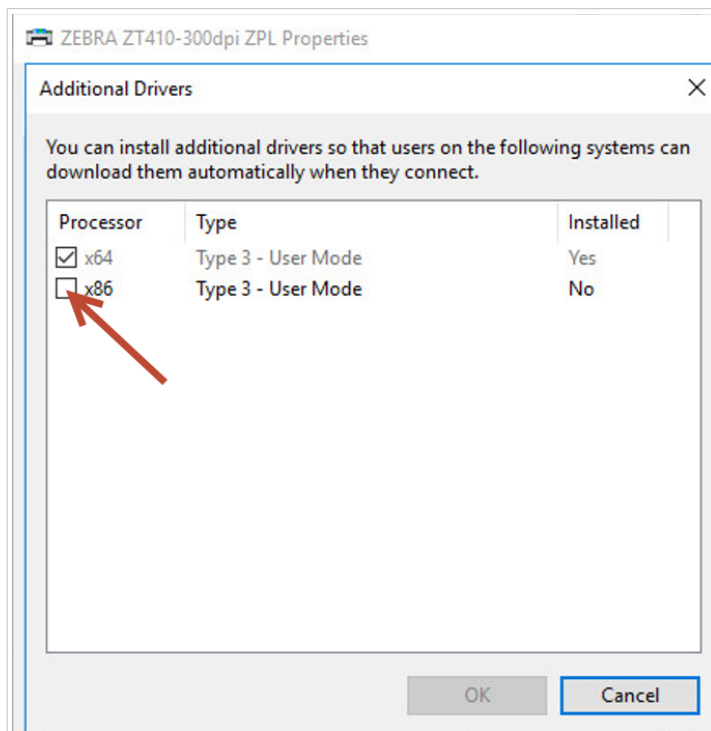 ZEBRA ZT410-300dpi ZPL Properties
Additional Drivers
You can install additional drivers so that users on the following systems can
download them automatically when they connect.
Processor Type Installed
x64 Type 3 - User Mode Yes
x86 Type 3 - User Mode No
OK Cancel